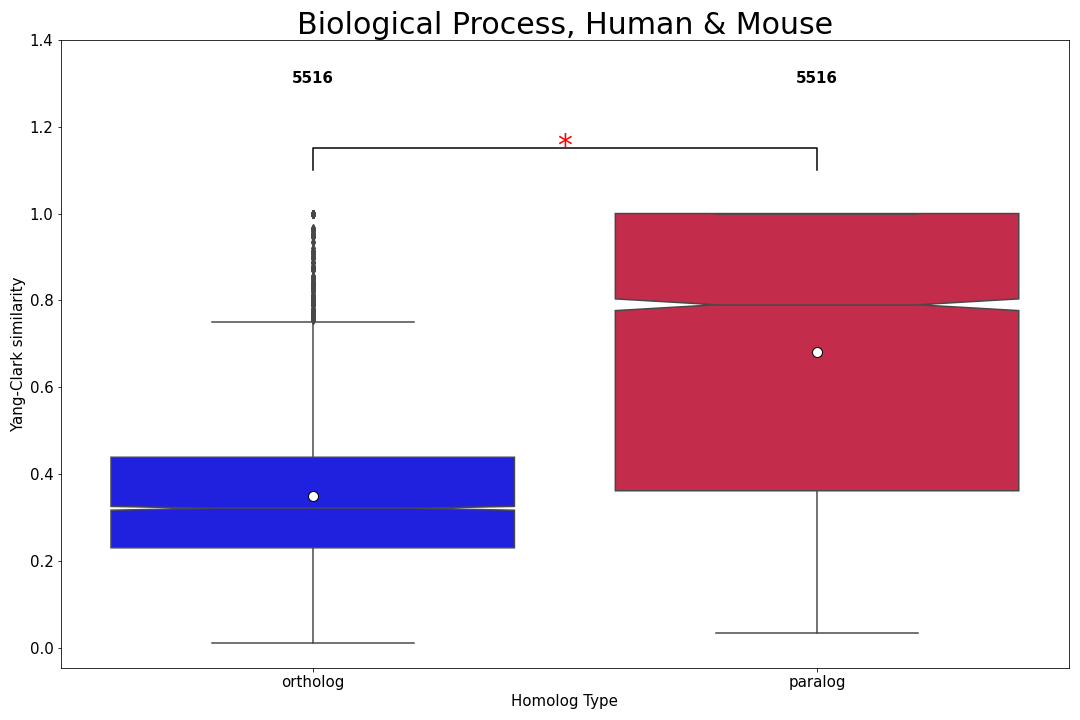 Biological Process, Human & Mouse
1.4
5516 5516
1.2
*
1.0
0.8
Yang-Clark similarity
0.6
0.4
0.2
0.0
ortholog paralog
Homolog Type